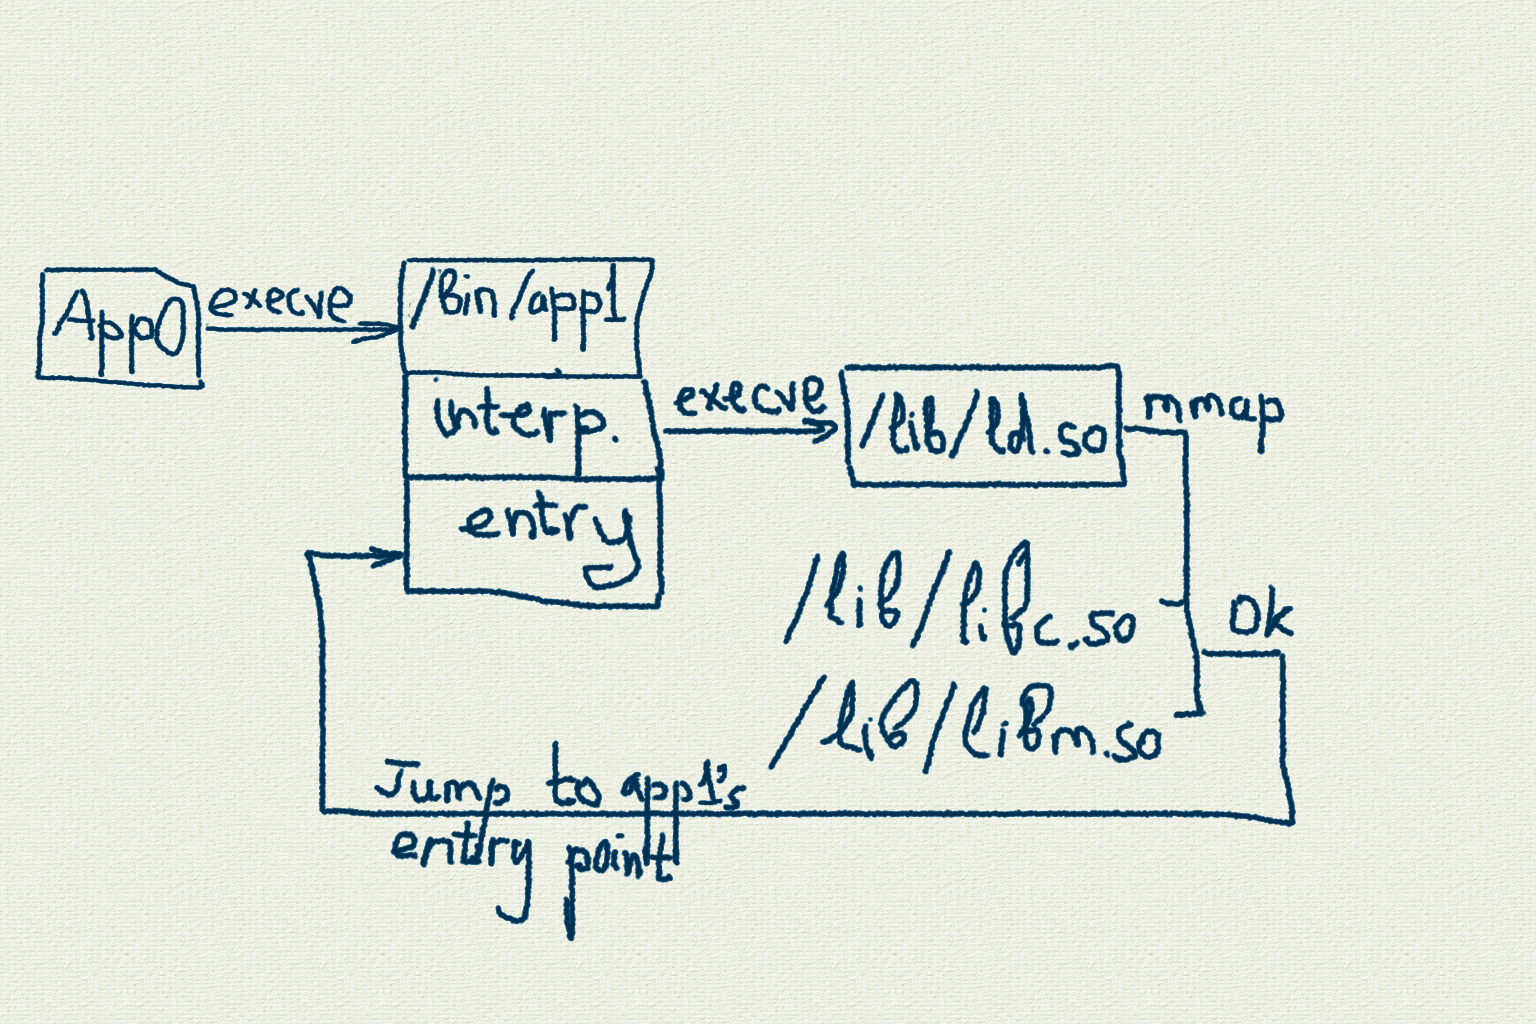 App0
execve
/bin/app1
interp.
entry
execve
/lib/ld.so
mmap
/lib/libc.so
/lib/libm.so
Ok
Jump to app1's
entry point